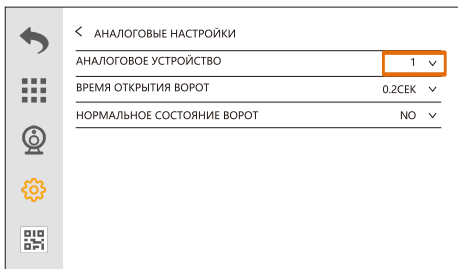 < АНАЛОГОВЫЕ НАСТРОЙКИ
АНАЛОГОВОЕ УСТРОЙСТВО 1
ВРЕМЯ ОТКРЫТИЯ ВОРОТ 0.2СЕК
НОРМАЛЬНОЕ СОСТОЯНИЕ ВОРОТ NO